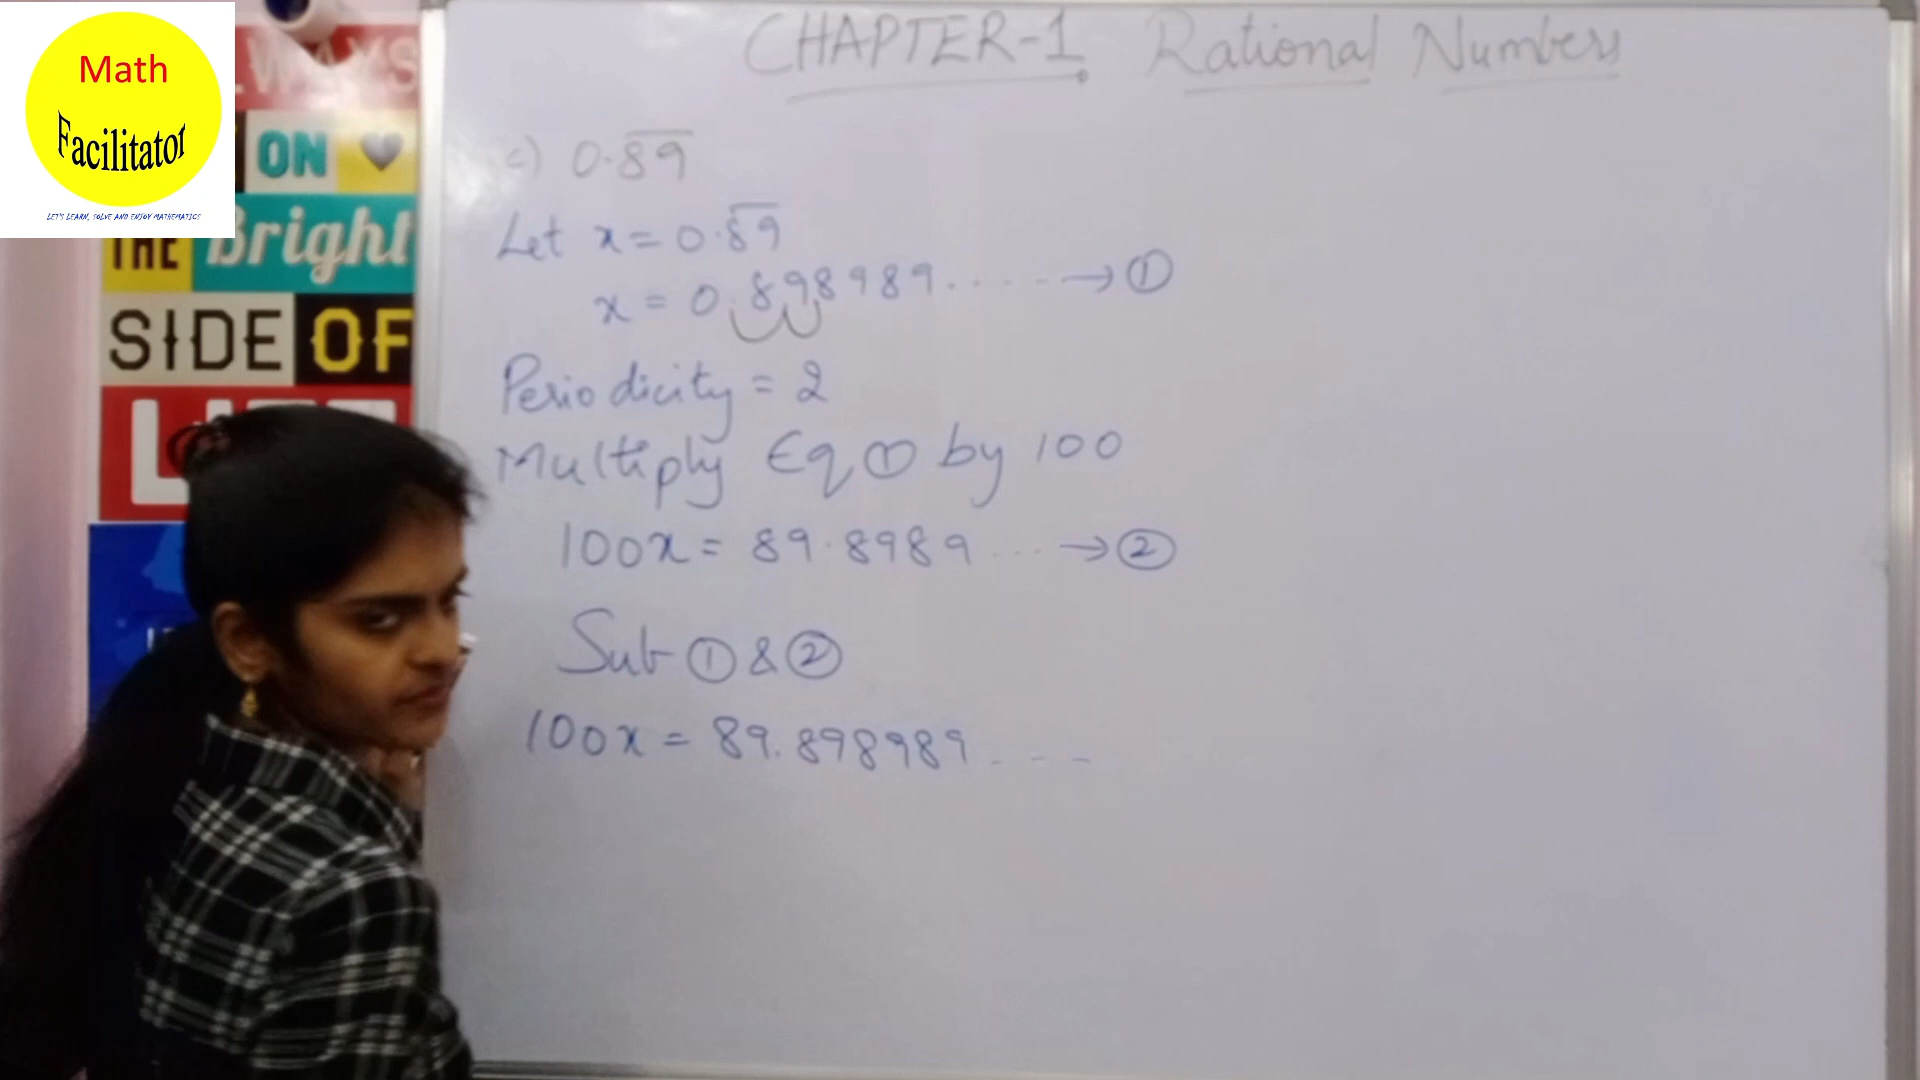 Math
Facilitator
LET'S LEARN, SOLVE AND ENJOY MATHEMATICS
ON
THE Bright
SIDE OF
CHAPTER-1 Rational Numbers
c) 0.8̅9̅
Let x = 0.8̅9̅
x = 0.898989..... → ①
Periodicity = 2
Multiply Eq ① by 100
100x = 89.8989... → ②
Sub ① & ②
100x = 89.898989...